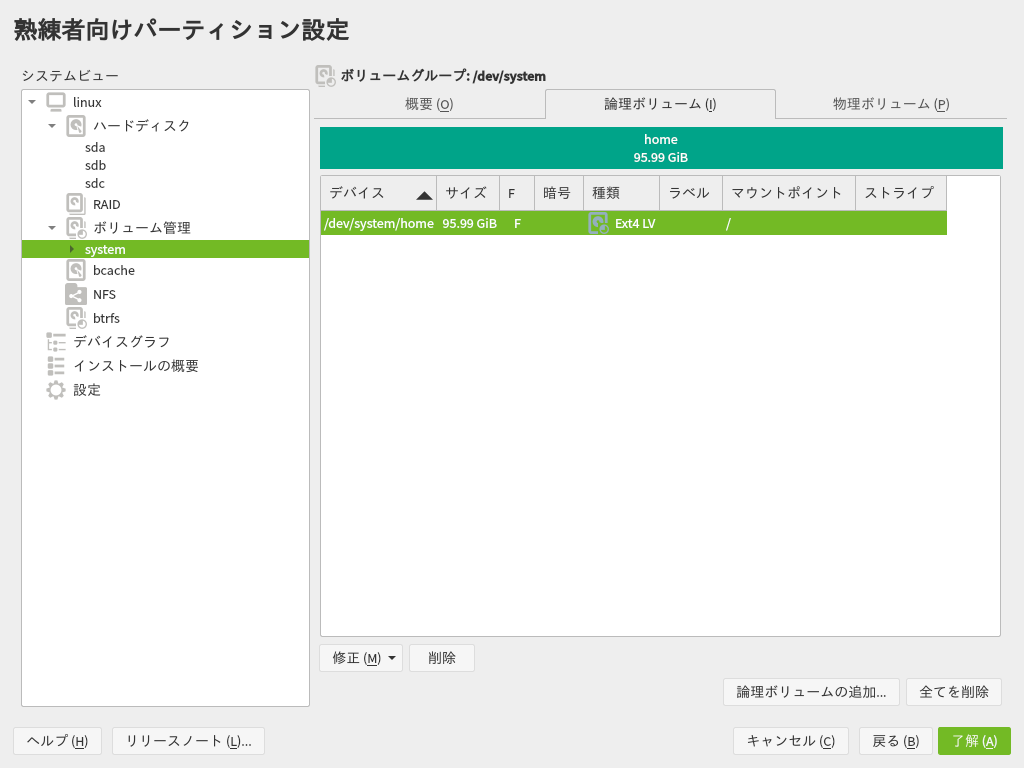 熟練者向けパーティション設定
システムビュー
linux
ハードディスク
sda
sdb
sdc
RAID
ボリューム管理
system
bcache
NFS
btrfs
デバイスグラフ
インストールの概要
設定
ボリュームグループ: /dev/system
概要 (O) 論理ボリューム (I) 物理ボリューム (P)
home
95.99 GiB
デバイス サイズ F 暗号 種類 ラベル マウントポイント ストライプ
/dev/system/home 95.99 GiB F Ext4 LV /
修正 (M) 削除
論理ボリュームの追加... 全てを削除
ヘルプ (H) リリースノート (L)... キャンセル (C) 戻る (B) 了解 (A)